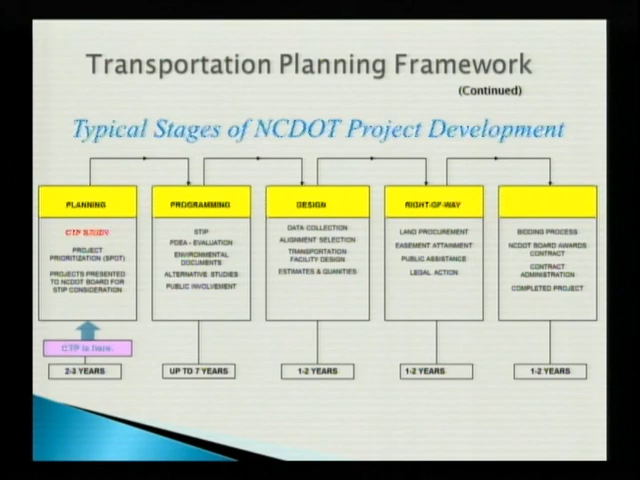 Transportation Planning Framework
(Continued)
Typical Stages of NCDOT Project Development
PLANNING
CTP STUDY
PROJECT
PRIORITIZATION (SPOT)
PROJECTS PRESENTED
TO NCDOT BOARD FOR
STIP CONSIDERATION
CTP is here.
2-3 YEARS
PROGRAMMING
STIP
PDEA - EVALUATION
ENVIRONMENTAL
DOCUMENTS
ALTERNATIVE STUDIES
PUBLIC INVOLVEMENT
UP TO 7 YEARS
DESIGN
DATA COLLECTION
ALIGNMENT SELECTION
TRANSPORTATION
FACILITY DESIGN
ESTIMATES & QUANITIES
1-2 YEARS
RIGHT-OF-WAY
LAND PROCUREMENT
EASEMENT ATTAINMENT
PUBLIC ASSISTANCE
LEGAL ACTION
1-2 YEARS
BIDDING PROCESS
NCDOT BOARD AWARDS
CONTRACT
CONTRACT
ADMINISTRATION
COMPLETED PROJECT
1-2 YEARS